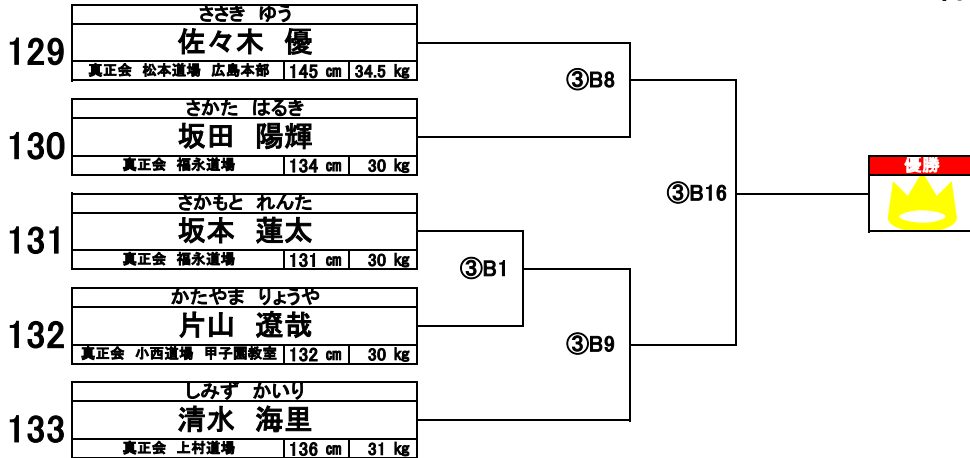 ささき ゆう
129
佐々木 優
真正会 松本道場 広島本部 145 cm 34.5 kg
③B8
さかた はるき
130
坂田 陽輝
真正会 福永道場 134 cm 30 kg
③B16
優勝
さかもと れんた
131
坂本 蓮太
真正会 福永道場 131 cm 30 kg
③B1
かたやま りょうや
132
片山 遼哉
真正会 小西道場 甲子園教室 132 cm 30 kg
③B9
しみず かいり
133
清水 海里
真正会 上村道場 136 cm 31 kg